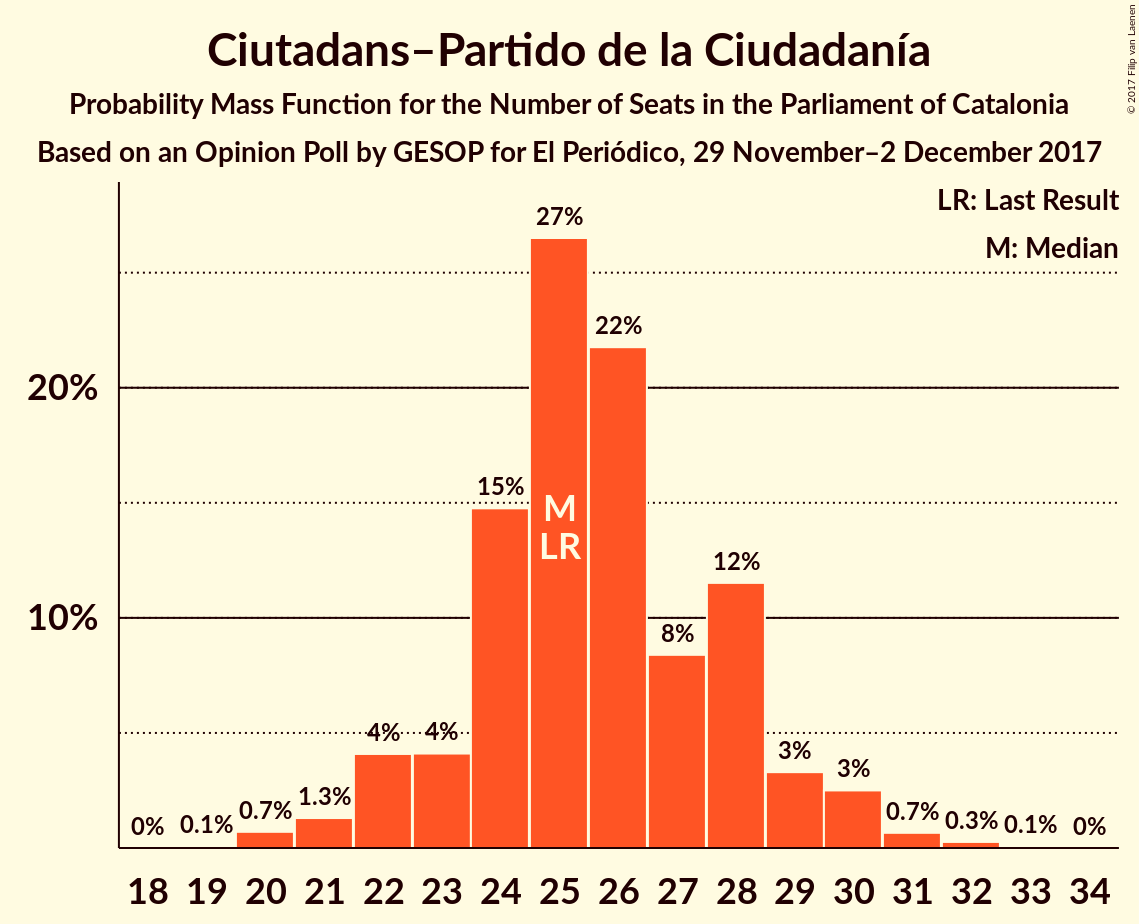 Ciutadans–Partido de la Ciudadanía
Probability Mass Function for the Number of Seats in the Parliament of Catalonia
Based on an Opinion Poll by GESOP for El Periódico, 29 November–2 December 2017
© 2017 Filip van Laenen
LR: Last Result
M: Median
27%
22%
20%
15%
M
LR
12%
10%
8%
4%
4%
3%
3%
0%
0.1%
0.7%
1.3%
0.7%
0.3%
0.1%
0%
18 19 20 21 22 23 24 25 26 27 28 29 30 31 32 33 34